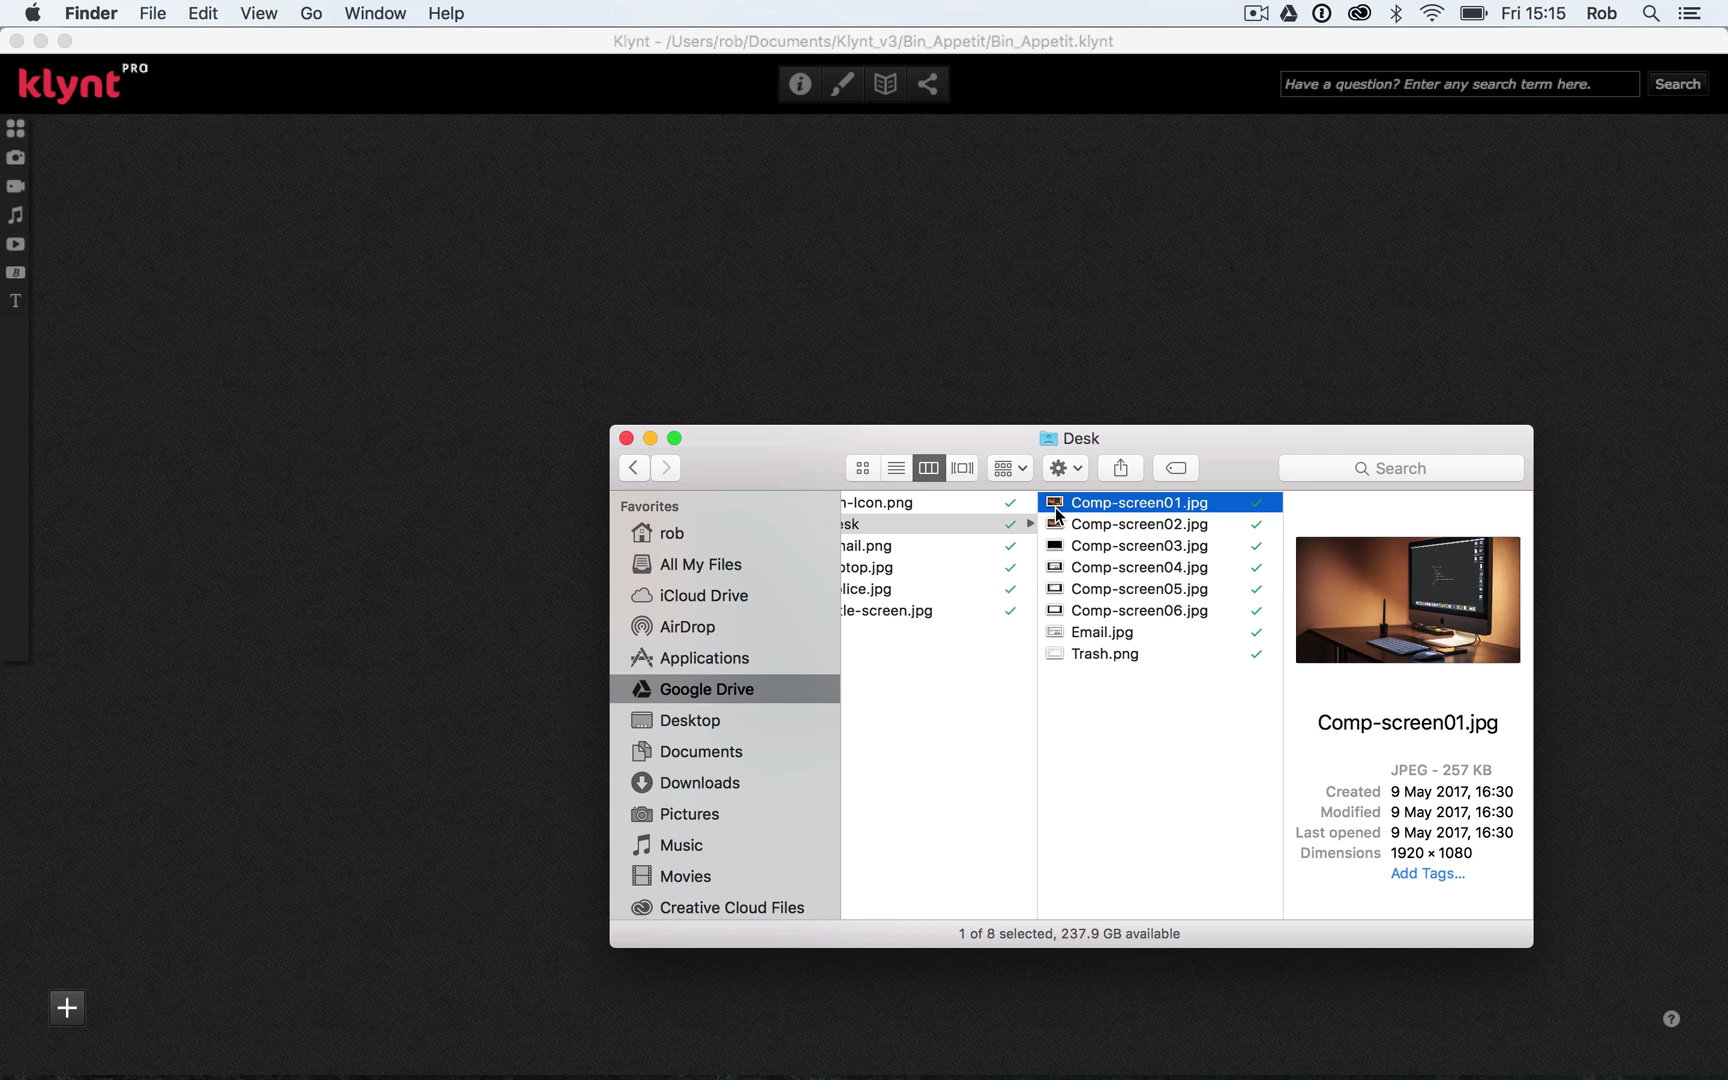 Finder File Edit View Go Window Help Fri 15:15 Rob
Klynt - /Users/rob/Documents/Klynt_v3/Bin_Appetit/Bin_Appetit.klynt
klynt PRO
Have a question? Enter any search term here. Search
B
T
Desk
Search
Favorites
rob
All My Files
iCloud Drive
AirDrop
Applications
Google Drive
Desktop
Documents
Downloads
Pictures
Music
Movies
Creative Cloud Files
n-Icon.png
esk
nail.png
ptop.jpg
lice.jpg
tle-screen.jpg
Comp-screen01.jpg
Comp-screen02.jpg
Comp-screen03.jpg
Comp-screen04.jpg
Comp-screen05.jpg
Comp-screen06.jpg
Email.jpg
Trash.png
Comp-screen01.jpg
JPEG - 257 KB
Created 9 May 2017, 16:30
Modified 9 May 2017, 16:30
Last opened 9 May 2017, 16:30
Dimensions 1920 × 1080
Add Tags...
1 of 8 selected, 237.9 GB available
+
?